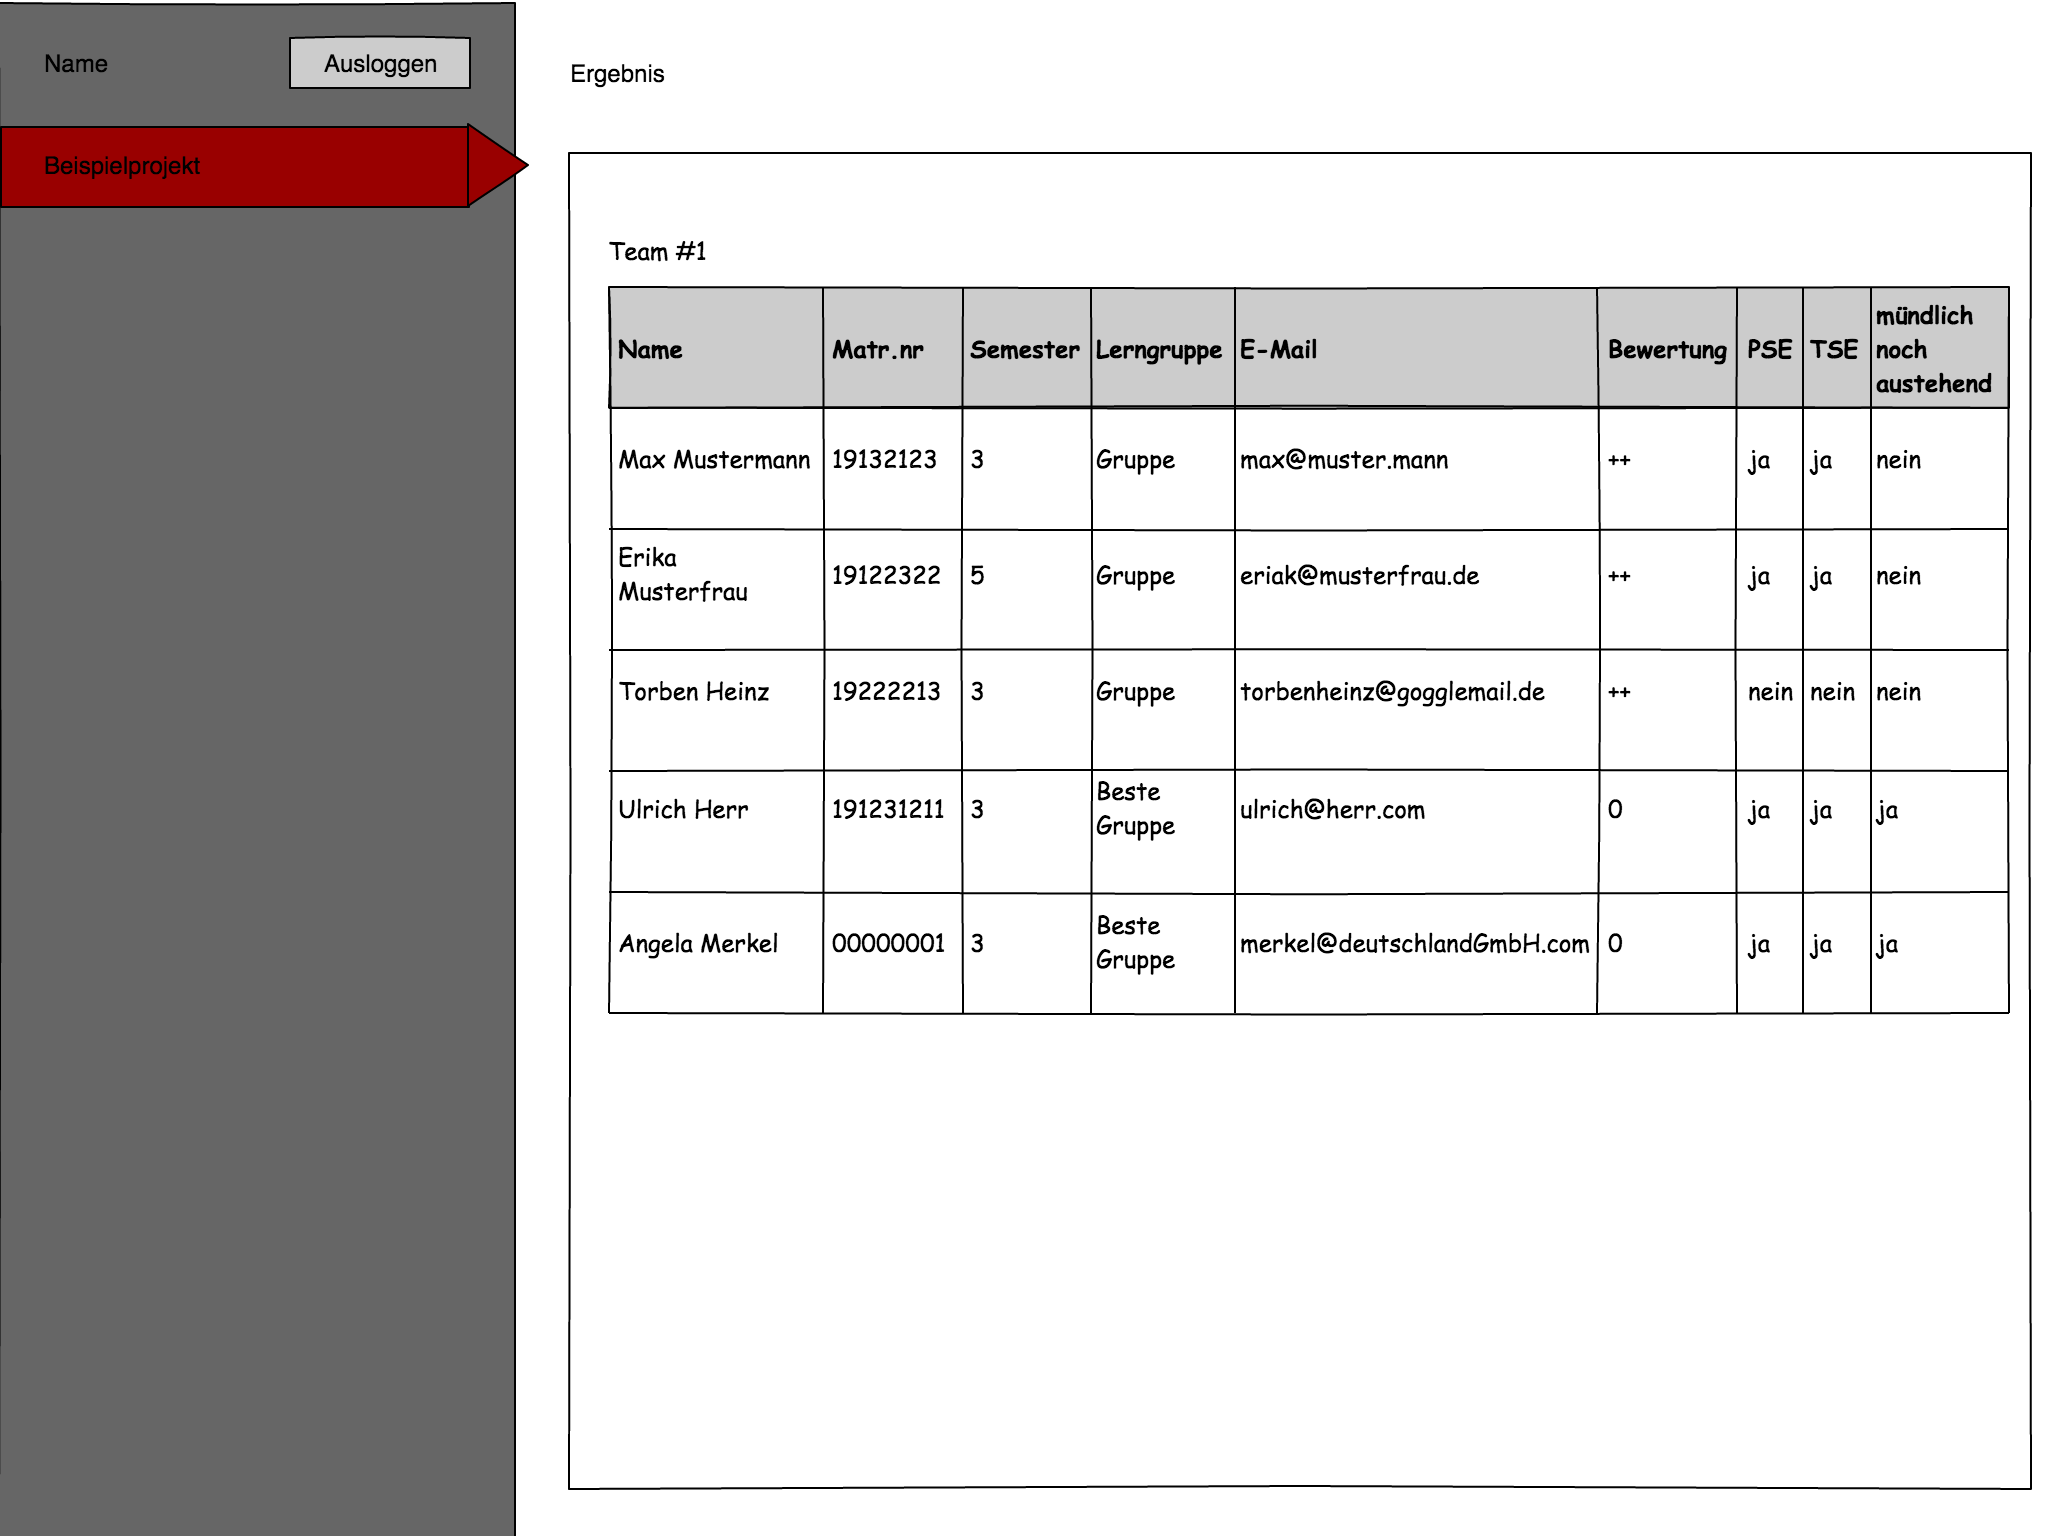 Name Ausloggen
Beispielprojekt
Ergebnis
Team #1
Name Matr.nr Semester Lerngruppe E-Mail Bewertung PSE TSE mündlich
noch
austehend
Max Mustermann 19132123 3 Gruppe max@muster.mann ++ ja ja nein
Erika
Musterfrau 19122322 5 Gruppe eriak@musterfrau.de ++ ja ja nein
Torben Heinz 19222213 3 Gruppe torbenheinz@gogglemail.de ++ nein nein nein
Ulrich Herr 191231211 3 Beste
Gruppe ulrich@herr.com 0 ja ja ja
Angela Merkel 00000001 3 Beste
Gruppe merkel@deutschlandGmbH.com 0 ja ja ja